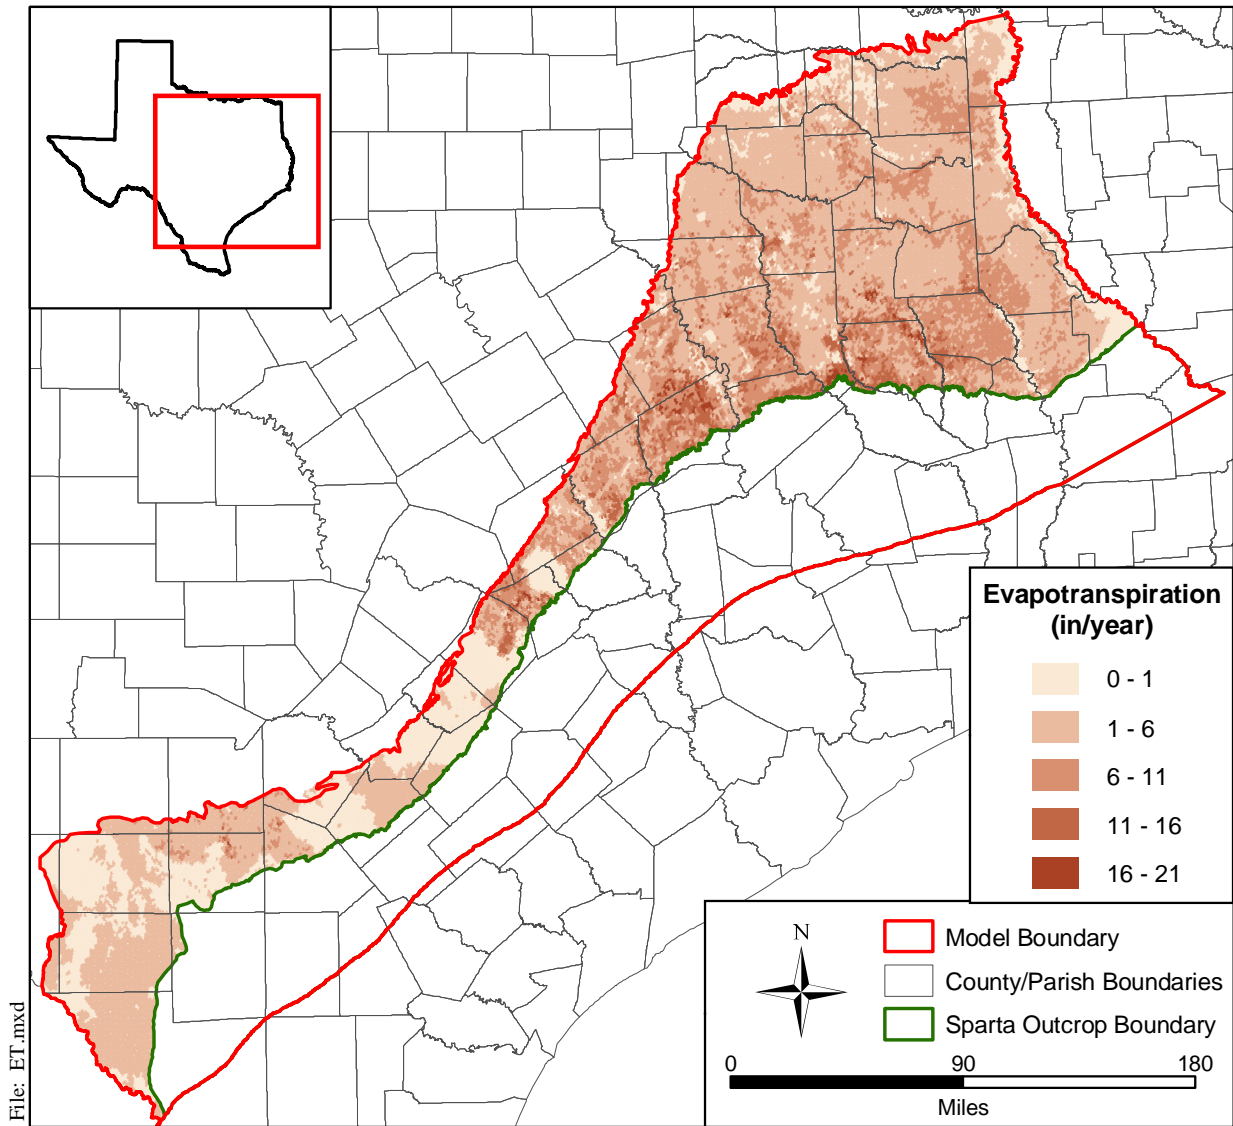 Evapotranspiration
(in/year)
0 - 1
1 - 6
6 - 11
11 - 16
16 - 21
N
Model Boundary
County/Parish Boundaries
Sparta Outcrop Boundary
0 90 180
Miles
File: ET.mxd